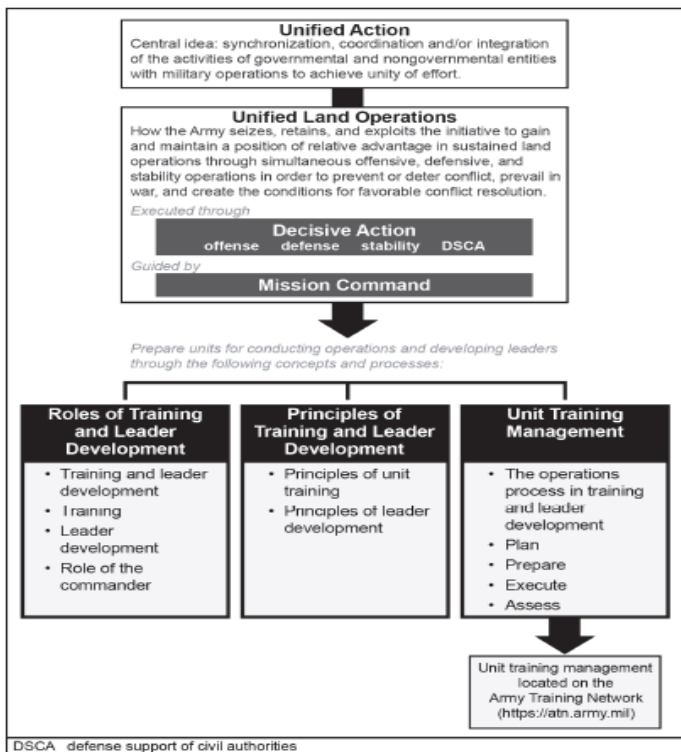 Unified Action
Central idea: synchronization, coordination and/or integration
of the activities of governmental and nongovernmental entities
with military operations to achieve unity of effort.
Unified Land Operations
How the Army seizes, retains, and exploits the initiative to gain
and maintain a position of relative advantage in sustained land
operations through simultaneous offensive, defensive, and
stability operations in order to prevent or deter conflict, prevail in
war, and create the conditions for favorable conflict resolution.
Executed through
Decisive Action
offense defense stability DSCA
Guided by
Mission Command
Prepare units for conducting operations and developing leaders
through the following concepts and processes:
Roles of Training
and Leader
Development
• Training and leader
development
• Training
• Leader
development
• Role of the
commander
Principles of
Training and Leader
Development
• Principles of unit
training
• Principles of leader
development
Unit Training
Management
• The operations
process in training
and leader
development
• Plan
• Prepare
• Execute
• Assess
Unit training management
located on the
Army Training Network
(https://atn.army.mil)
DSCA defense support of civil authorities